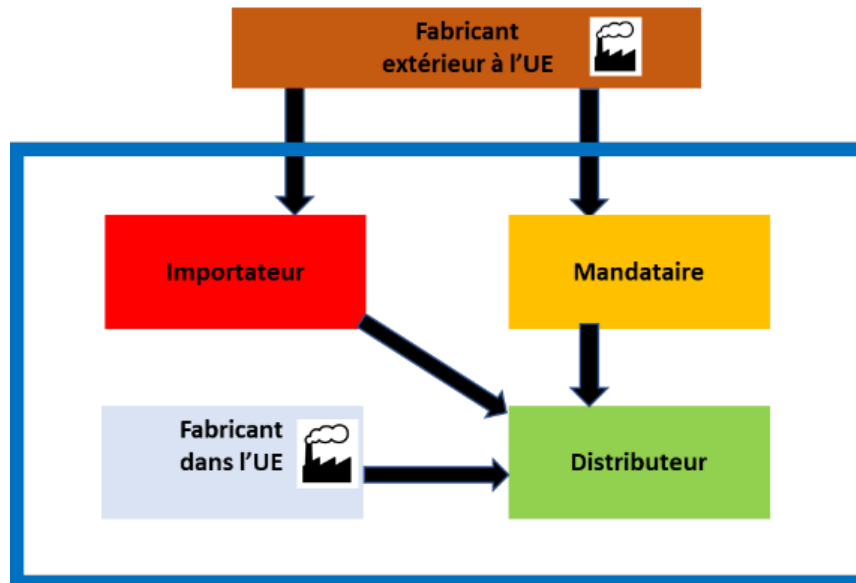 Fabricant
extérieur à l'UE
Importateur
Mandataire
Fabricant
dans l'UE
Distributeur